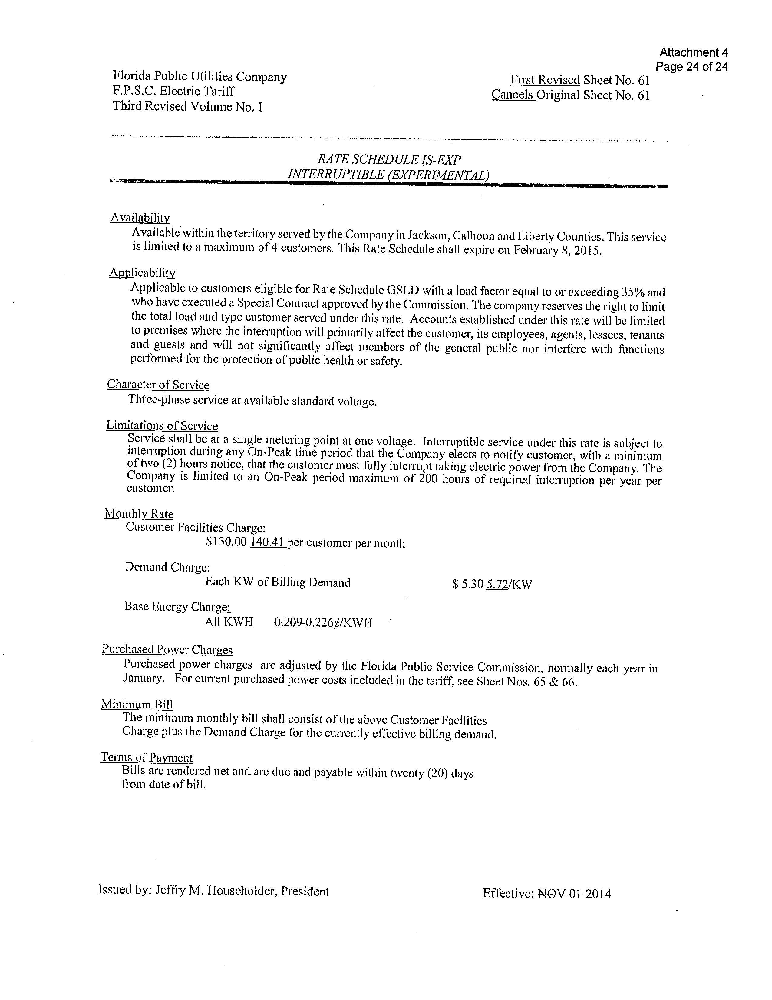 Attachment 4
Page 24 of 24
Florida Public Utilities Company
F.P.S.C. Electric Tariff
Third Revised Volume No. I
First Revised Sheet No. 61
Cancels Original Sheet No. 61
RATE SCHEDULE IS-EXP
INTERRUPTIBLE (EXPERIMENTAL)
Availability
Available within the territory served by the Company in Jackson, Calhoun and Liberty Counties. This service
is limited to a maximum of 4 customers. This Rate Schedule shall expire on February 8, 2015.
Applicability
Applicable to customers eligible for Rate Schedule GSLD with a load factor equal to or exceeding 35% and
who have executed a Special Contract approved by the Commission. The company reserves the right to limit
the total load and type customer served under this rate. Accounts established under this rate will be limited
to premises where the interruption will primarily affect the customer, its employees, agents, lessees, tenants
and guests and will not significantly affect members of the general public nor interfere with functions
performed for the protection of public health or safety.
Character of Service
Three-phase service at available standard voltage.
Limitations of Service
Service shall be at a single metering point at one voltage. Interruptible service under this rate is subject to
interruption during any On-Peak time period that the Company elects to notify customer, with a minimum
of two (2) hours notice, that the customer must fully interrupt taking electric power from the Company. The
Company is limited to an On-Peak period maximum of 200 hours of required interruption per year per
customer.
Monthly Rate
Customer Facilities Charge:
$130.00 140.41 per customer per month
Demand Charge:
Each KW of Billing Demand $ 5.30-5.72/KW
Base Energy Charge:
All KWH 0.209-0.226¢/KWH
Purchased Power Charges
Purchased power charges are adjusted by the Florida Public Service Commission, normally each year in
January. For current purchased power costs included in the tariff, see Sheet Nos. 65 & 66.
Minimum Bill
The minimum monthly bill shall consist of the above Customer Facilities
Charge plus the Demand Charge for the currently effective billing demand.
Terms of Payment
Bills are rendered net and are due and payable within twenty (20) days
from date of bill.
Issued by: Jeffry M. Householder, President
Effective: NOV 01 2014